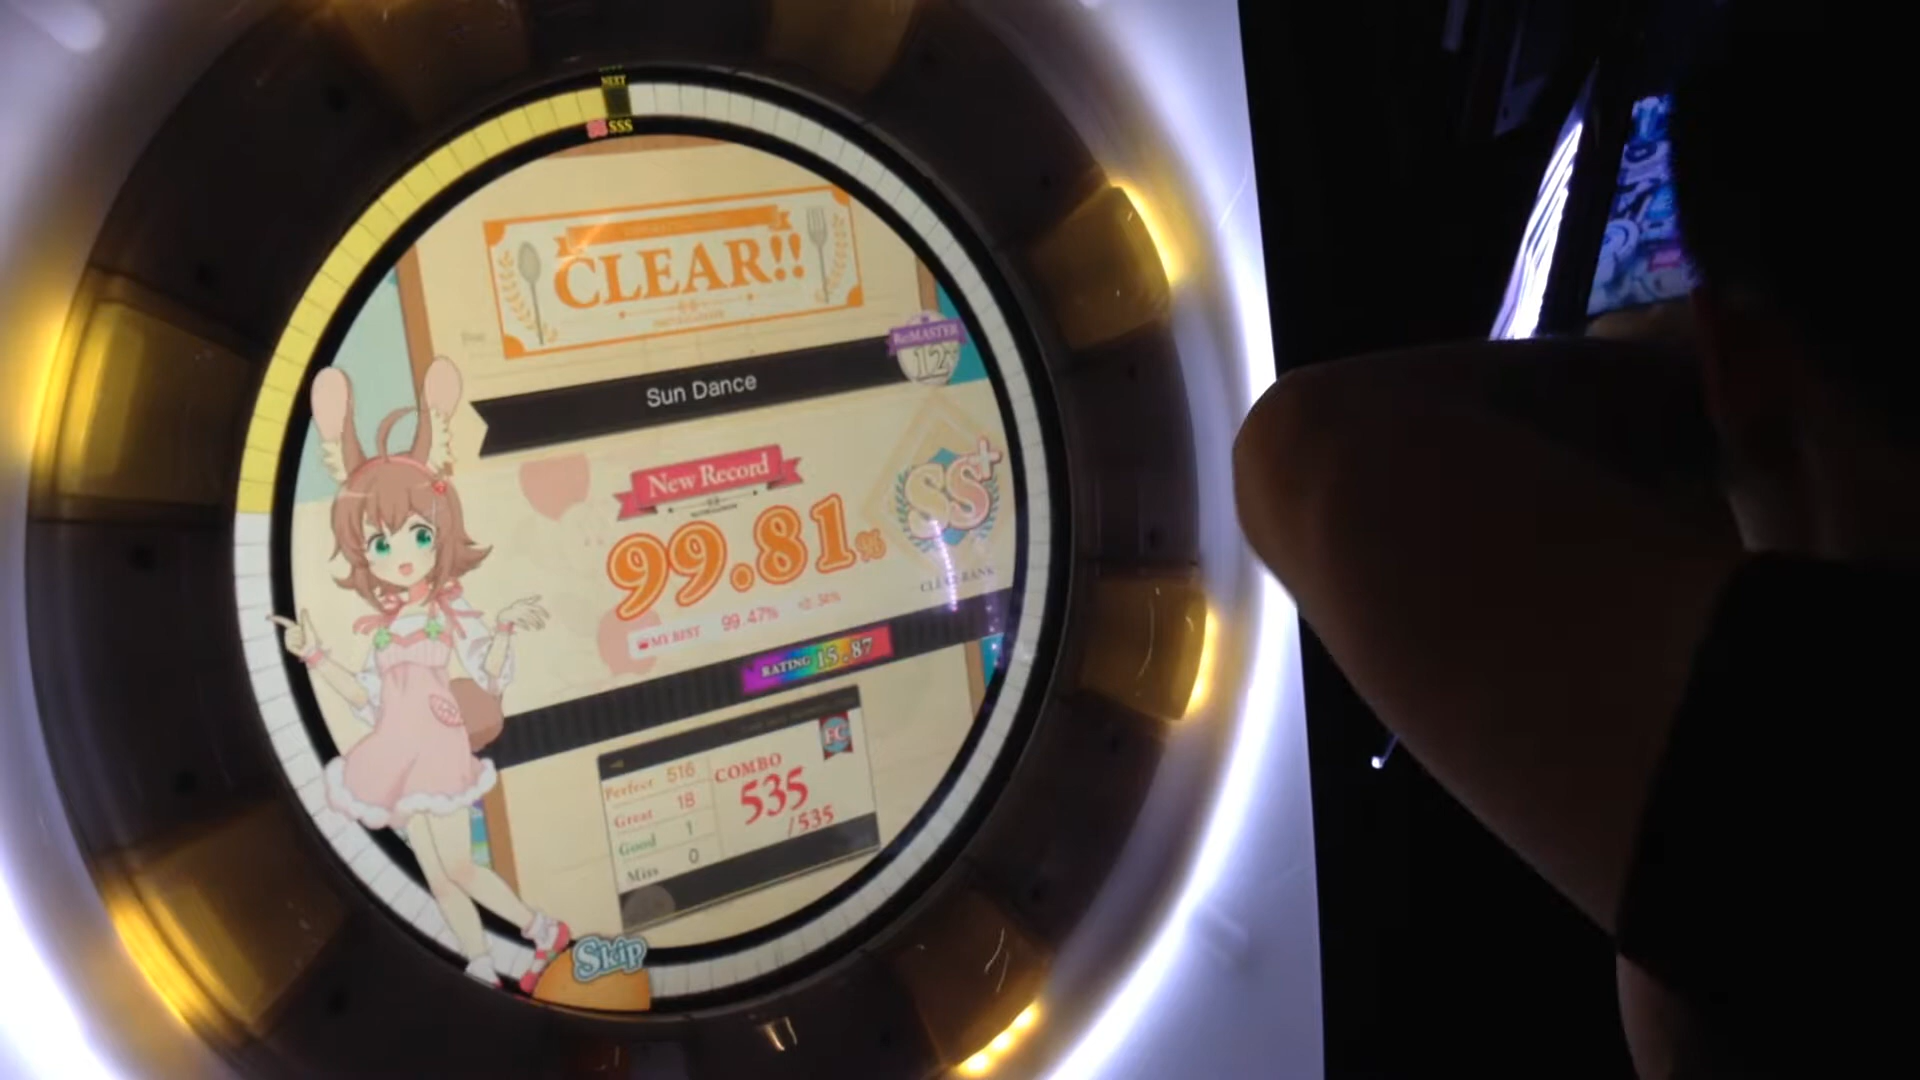 NEXT
SS SSS
CLEAR!!
Re:MASTER
12
Sun Dance
New Record
99.81%
SS+
CLEAR RANK
MY BEST 99.47%
RATING 15.87
FC
Perfect 516
Great 18
Good 1
Miss 0
COMBO
535
/535
Skip